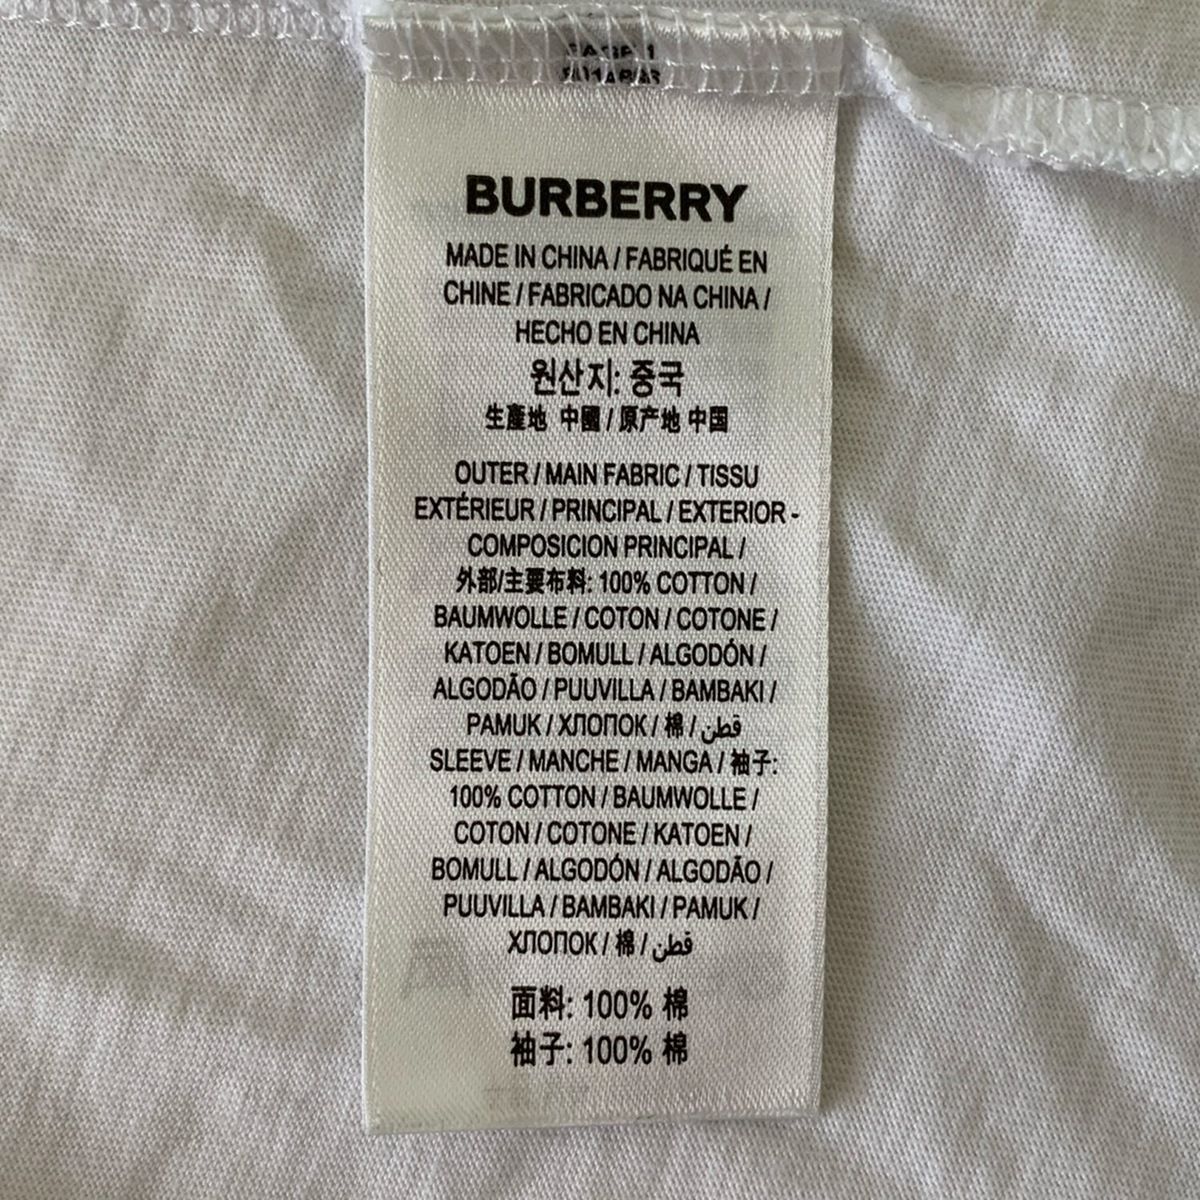 BURBERRY
MADE IN CHINA / FABRIQUÉ EN
CHINE / FABRICADO NA CHINA /
HECHO EN CHINA
원산지: 중국
生產地 中國 / 原产地 中国
OUTER / MAIN FABRIC / TISSU
EXTÉRIEUR / PRINCIPAL / EXTERIOR -
COMPOSICION PRINCIPAL /
外部/主要布料: 100% COTTON /
BAUMWOLLE / COTON / COTONE /
KATOEN / BOMULL / ALGODÓN /
ALGODÃO / PUUVILLA / BAMBAKI /
PAMUK / ХЛОПОК / 棉 / قطن
SLEEVE / MANCHE / MANGA / 袖子:
100% COTTON / BAUMWOLLE /
COTON / COTONE / KATOEN /
BOMULL / ALGODÓN / ALGODÃO /
PUUVILLA / BAMBAKI / PAMUK /
ХЛОПОК / 棉 / قطن
面料: 100% 棉
袖子: 100% 棉